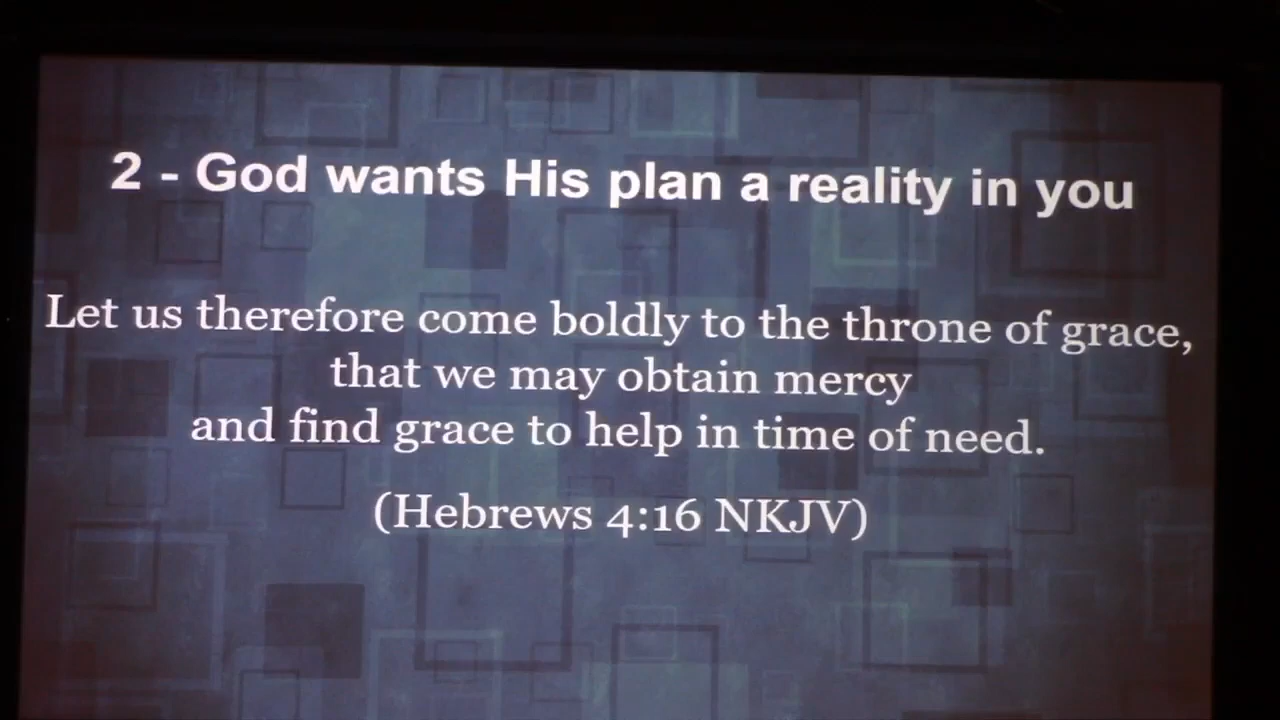 2 - God wants His plan a reality in you
Let us therefore come boldly to the throne of grace,
that we may obtain mercy
and find grace to help in time of need.
(Hebrews 4:16 NKJV)